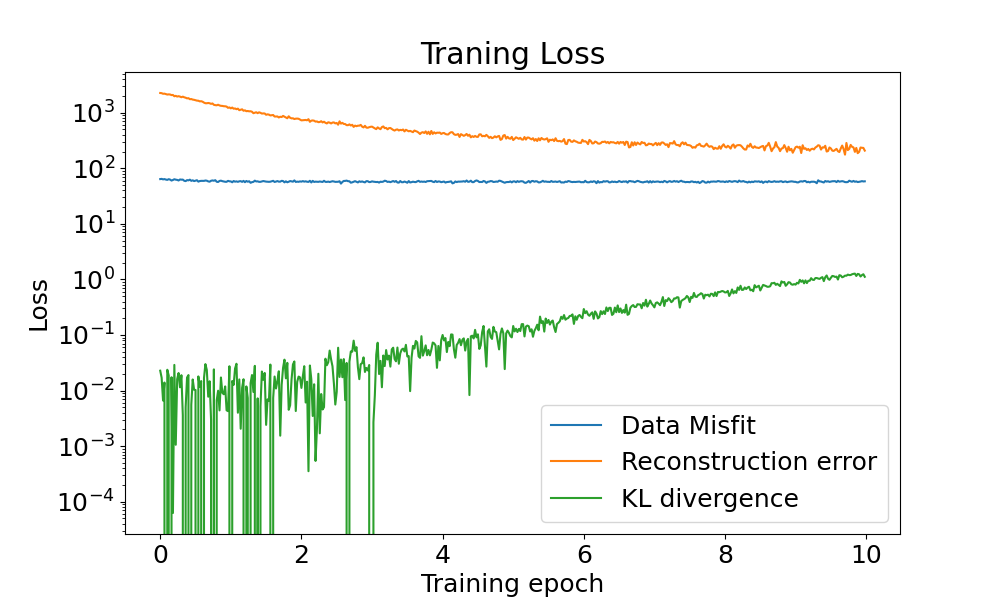 Traning Loss
10³
10²
10¹
10⁰
10⁻¹
10⁻²
10⁻³
10⁻⁴
Loss
0 2 4 6 8 10
Training epoch
Data Misfit
Reconstruction error
KL divergence